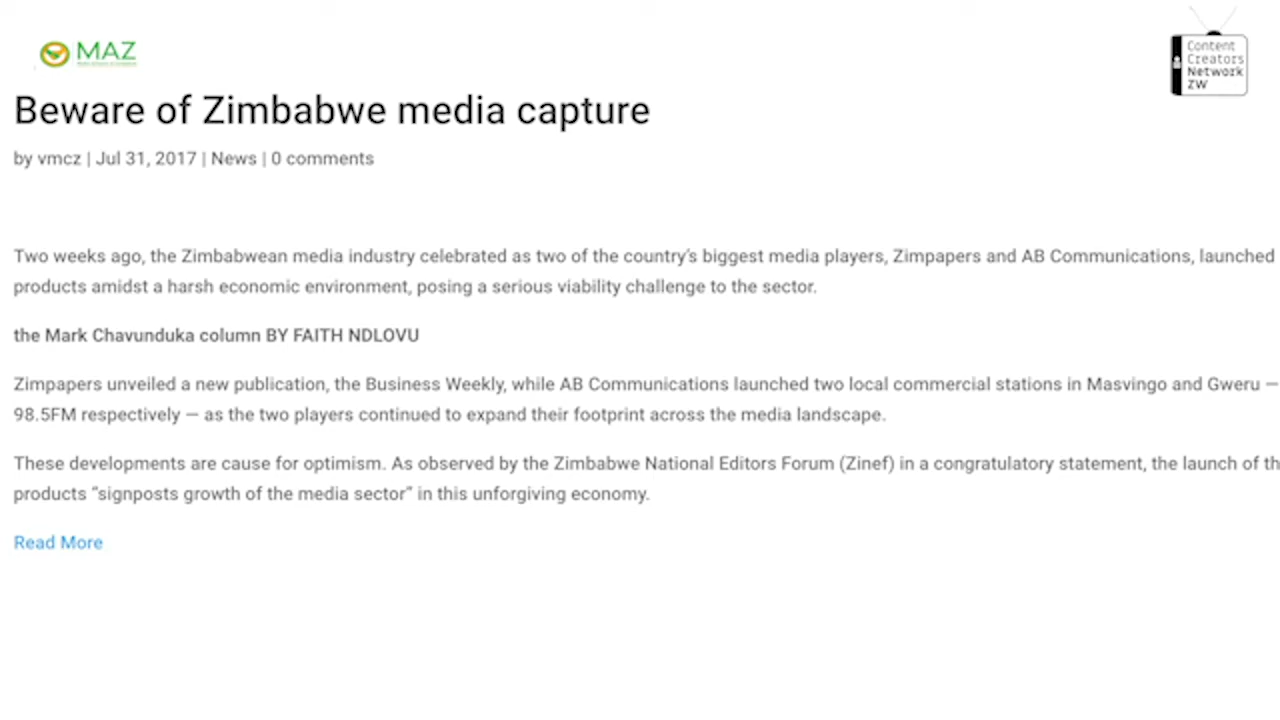 MAZ
Content
Creators
Network
ZW
Beware of Zimbabwe media capture
by vmcz | Jul 31, 2017 | News | 0 comments
Two weeks ago, the Zimbabwean media industry celebrated as two of the country’s biggest media players, Zimpapers and AB Communications, launched
products amidst a harsh economic environment, posing a serious viability challenge to the sector.
the Mark Chavunduka column BY FAITH NDLOVU
Zimpapers unveiled a new publication, the Business Weekly, while AB Communications launched two local commercial stations in Masvingo and Gweru —
98.5FM respectively — as the two players continued to expand their footprint across the media landscape.
These developments are cause for optimism. As observed by the Zimbabwe National Editors Forum (Zinef) in a congratulatory statement, the launch of th
products “signposts growth of the media sector” in this unforgiving economy.
Read More